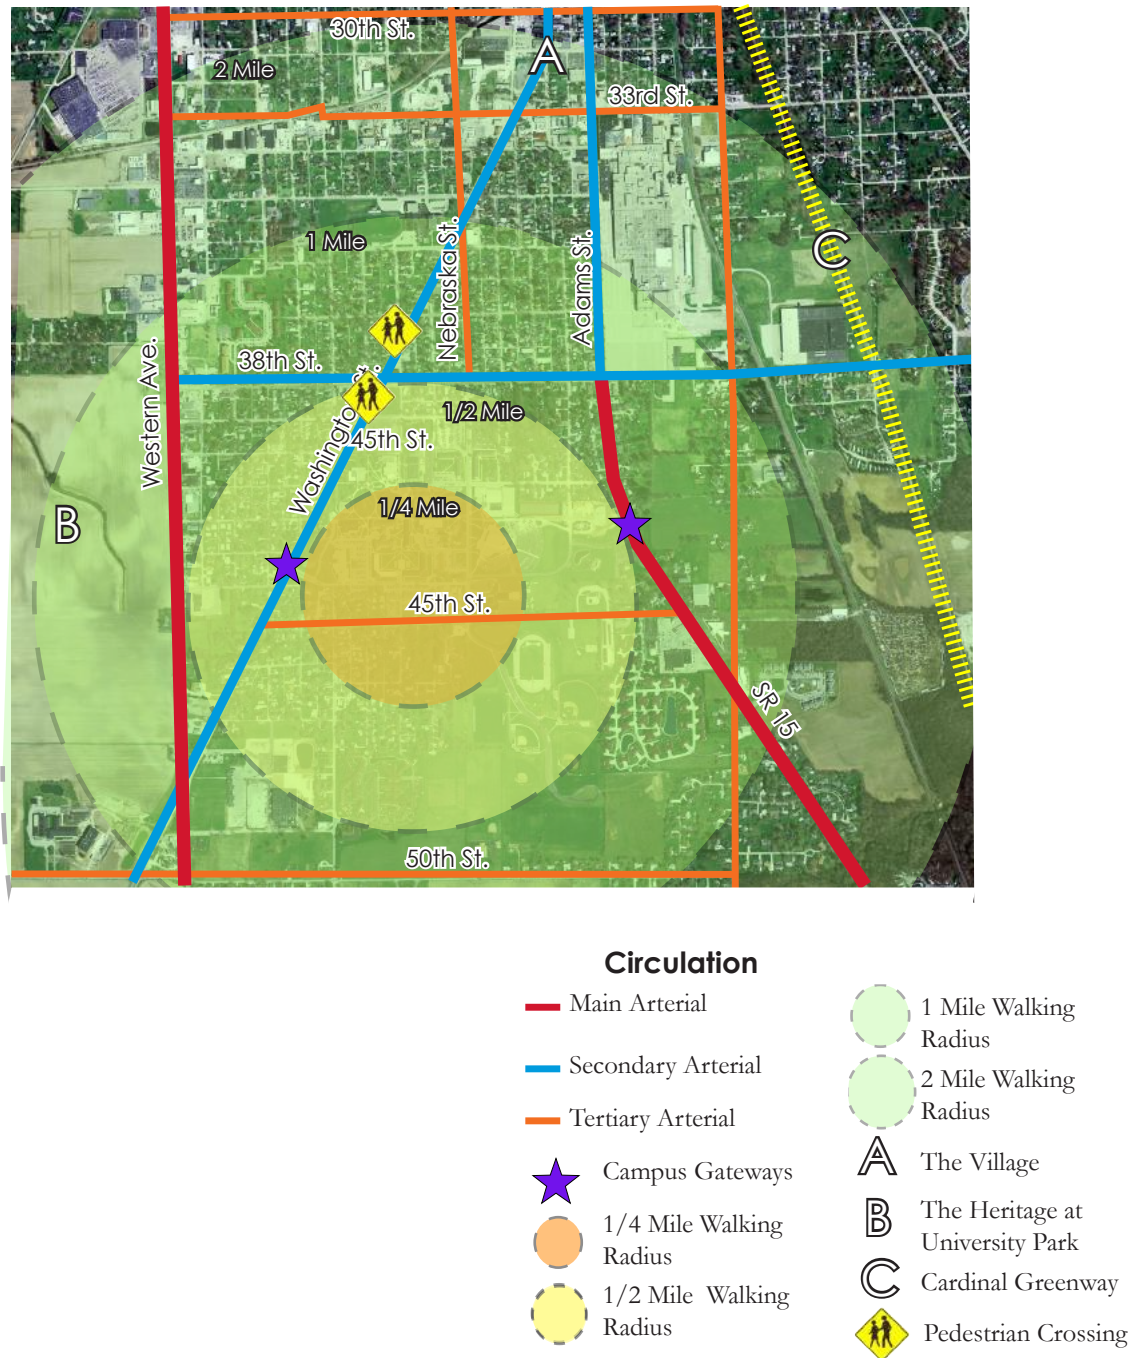 30th St.
A
2 Mile
33rd St.
1 Mile
Nebraska St.
Adams St.
C
38th St.
Western Ave.
1/2 Mile
45th St.
1/4 Mile
B
45th St.
SR 15
50th St.
Circulation
Main Arterial
Secondary Arterial
Tertiary Arterial
Campus Gateways
1/4 Mile Walking
Radius
1/2 Mile Walking
Radius
1 Mile Walking
Radius
2 Mile Walking
Radius
A The Village
B The Heritage at
University Park
C Cardinal Greenway
Pedestrian Crossing